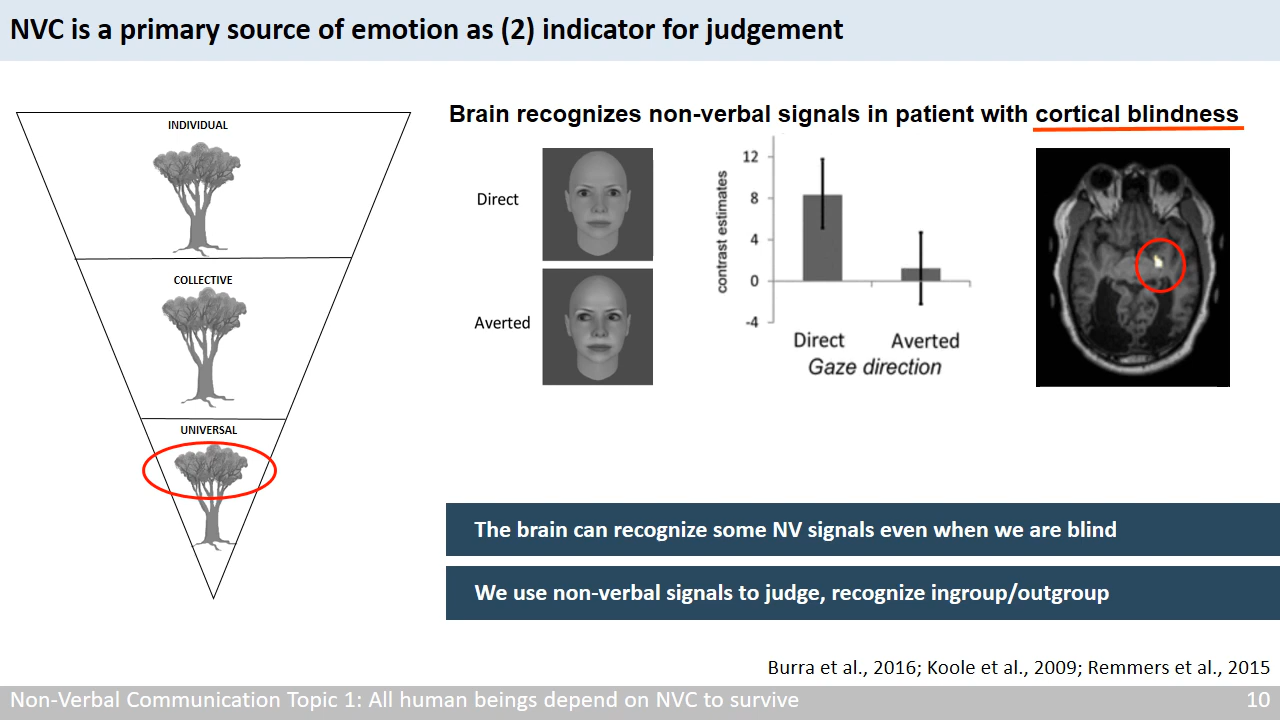 NVC is a primary source of emotion as (2) indicator for judgement
INDIVIDUAL
COLLECTIVE
UNIVERSAL
Brain recognizes non-verbal signals in patient with cortical blindness
Direct
Averted
contrast estimates
12
8
4
0
-4
Direct Averted
Gaze direction
The brain can recognize some NV signals even when we are blind
We use non-verbal signals to judge, recognize ingroup/outgroup
Burra et al., 2016; Koole et al., 2009; Remmers et al., 2015
Non-Verbal Communication Topic 1: All human beings depend on NVC to survive 10